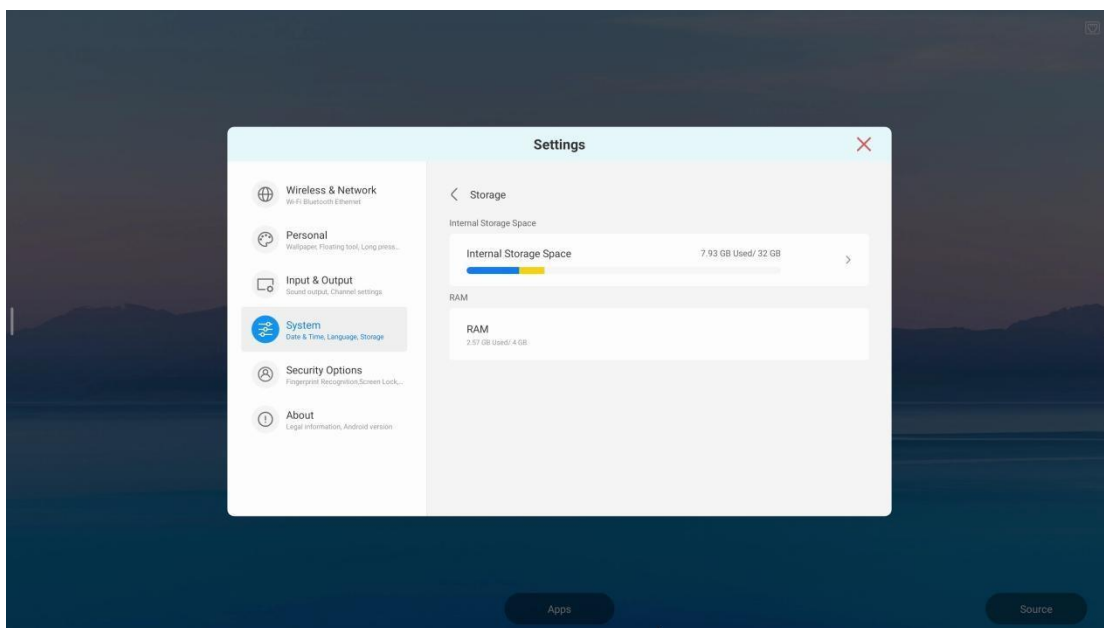 Settings
Wireless & Network
Wi-Fi Bluetooth Ethernet
Personal
Wallpaper, Floating tool, Long press...
Input & Output
Sound output, Channel settings
System
Date & Time, Language, Storage
Security Options
Fingerprint Recognition,Screen Lock,...
About
Legal information, Android version
Storage
Internal Storage Space
Internal Storage Space
7.93 GB Used/ 32 GB
RAM
RAM
2.57 GB Used/ 4 GB
Apps
Source